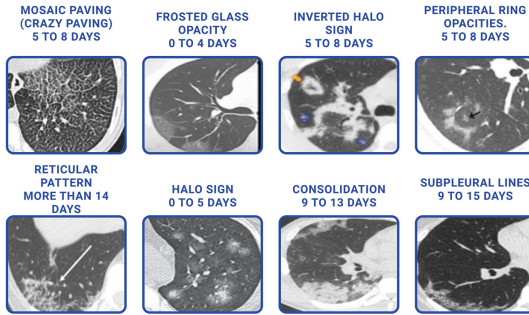 MOSAIC PAVING
(CRAZY PAVING)
5 TO 8 DAYS
FROSTED GLASS
OPACITY
0 TO 4 DAYS
INVERTED HALO
SIGN
5 TO 8 DAYS
PERIPHERAL RING
OPACITIES.
5 TO 8 DAYS
RETICULAR
PATTERN
MORE THAN 14
DAYS
HALO SIGN
0 TO 5 DAYS
CONSOLIDATION
9 TO 13 DAYS
SUBPLEURAL LINES
9 TO 15 DAYS